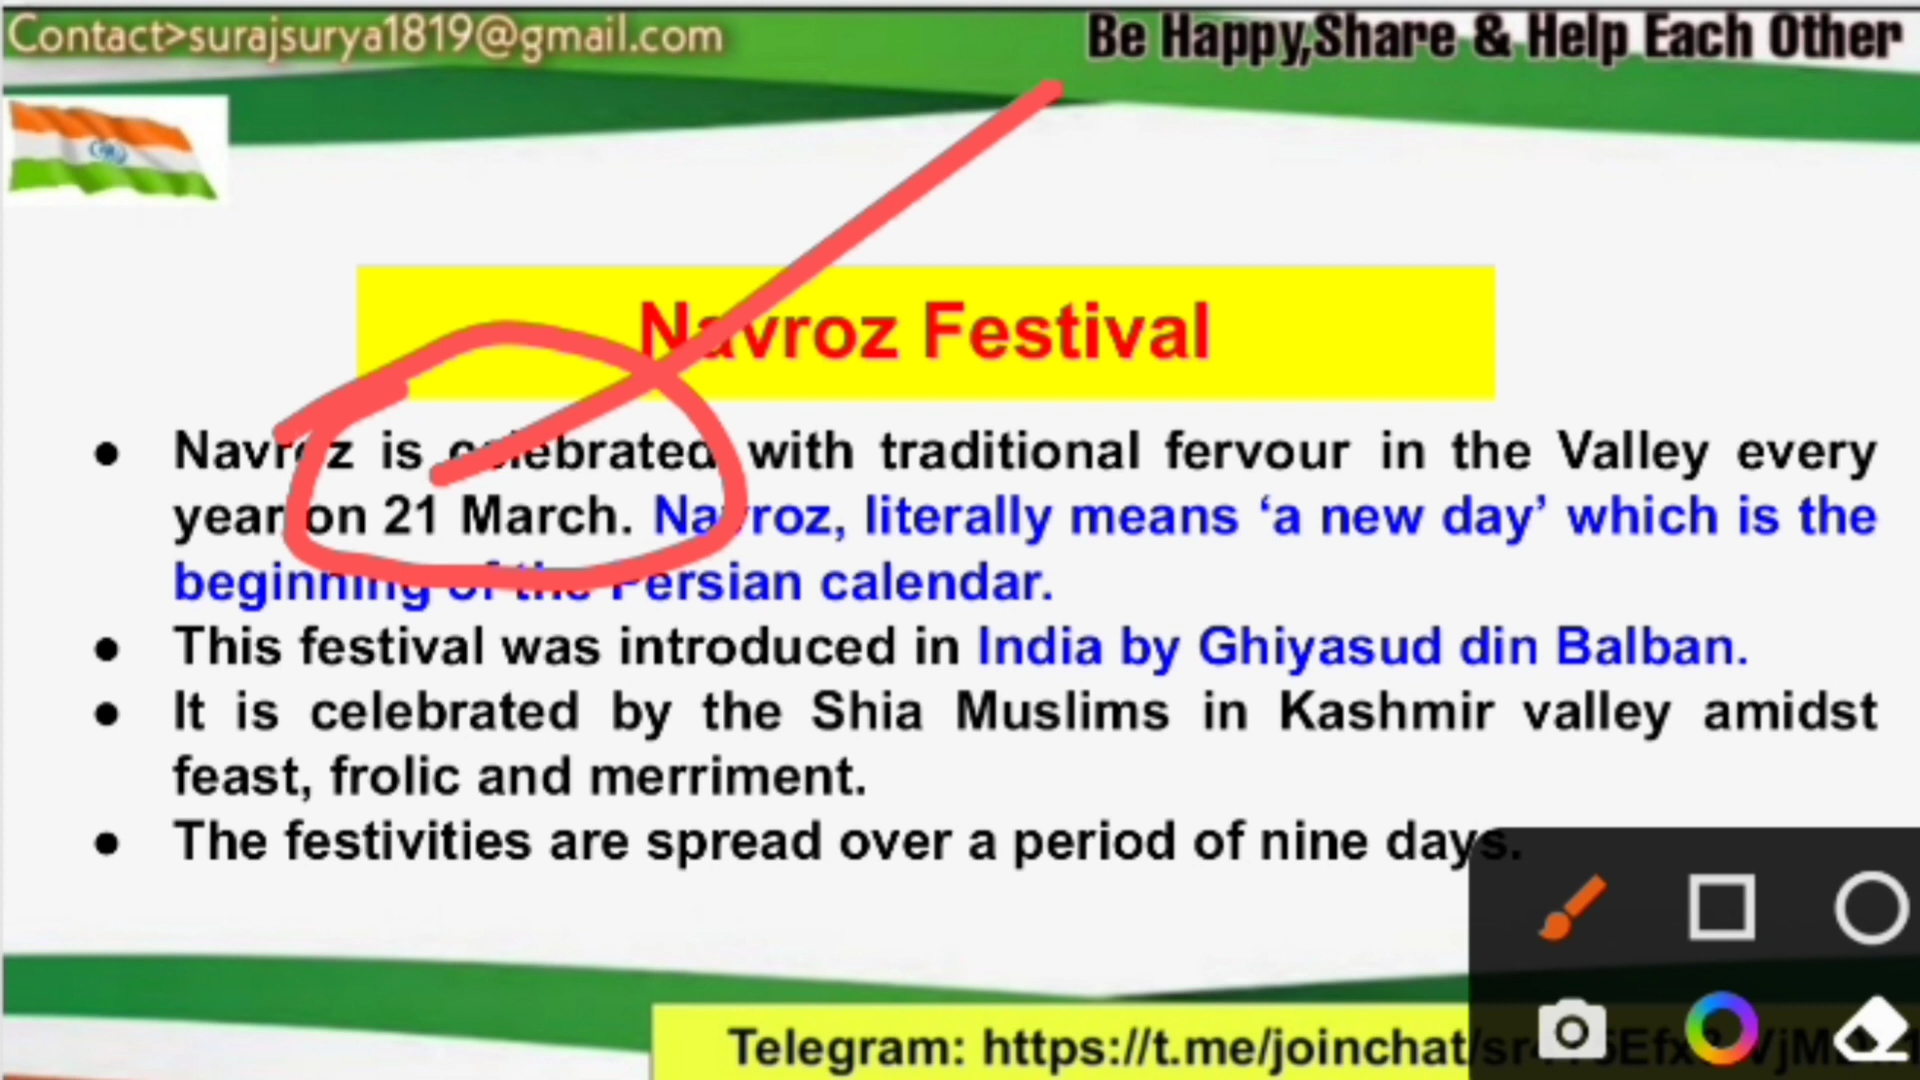 Contact>surajsurya1819@gmail.com
Be Happy,Share & Help Each Other
Navroz Festival
● Navroz is celebrated with traditional fervour in the Valley every
year on 21 March. Navroz, literally means ‘a new day’ which is the
beginning of the Persian calendar.
● This festival was introduced in India by Ghiyasud din Balban.
● It is celebrated by the Shia Muslims in Kashmir valley amidst
feast, frolic and merriment.
● The festivities are spread over a period of nine days.
Telegram: https://t.me/joinchat/